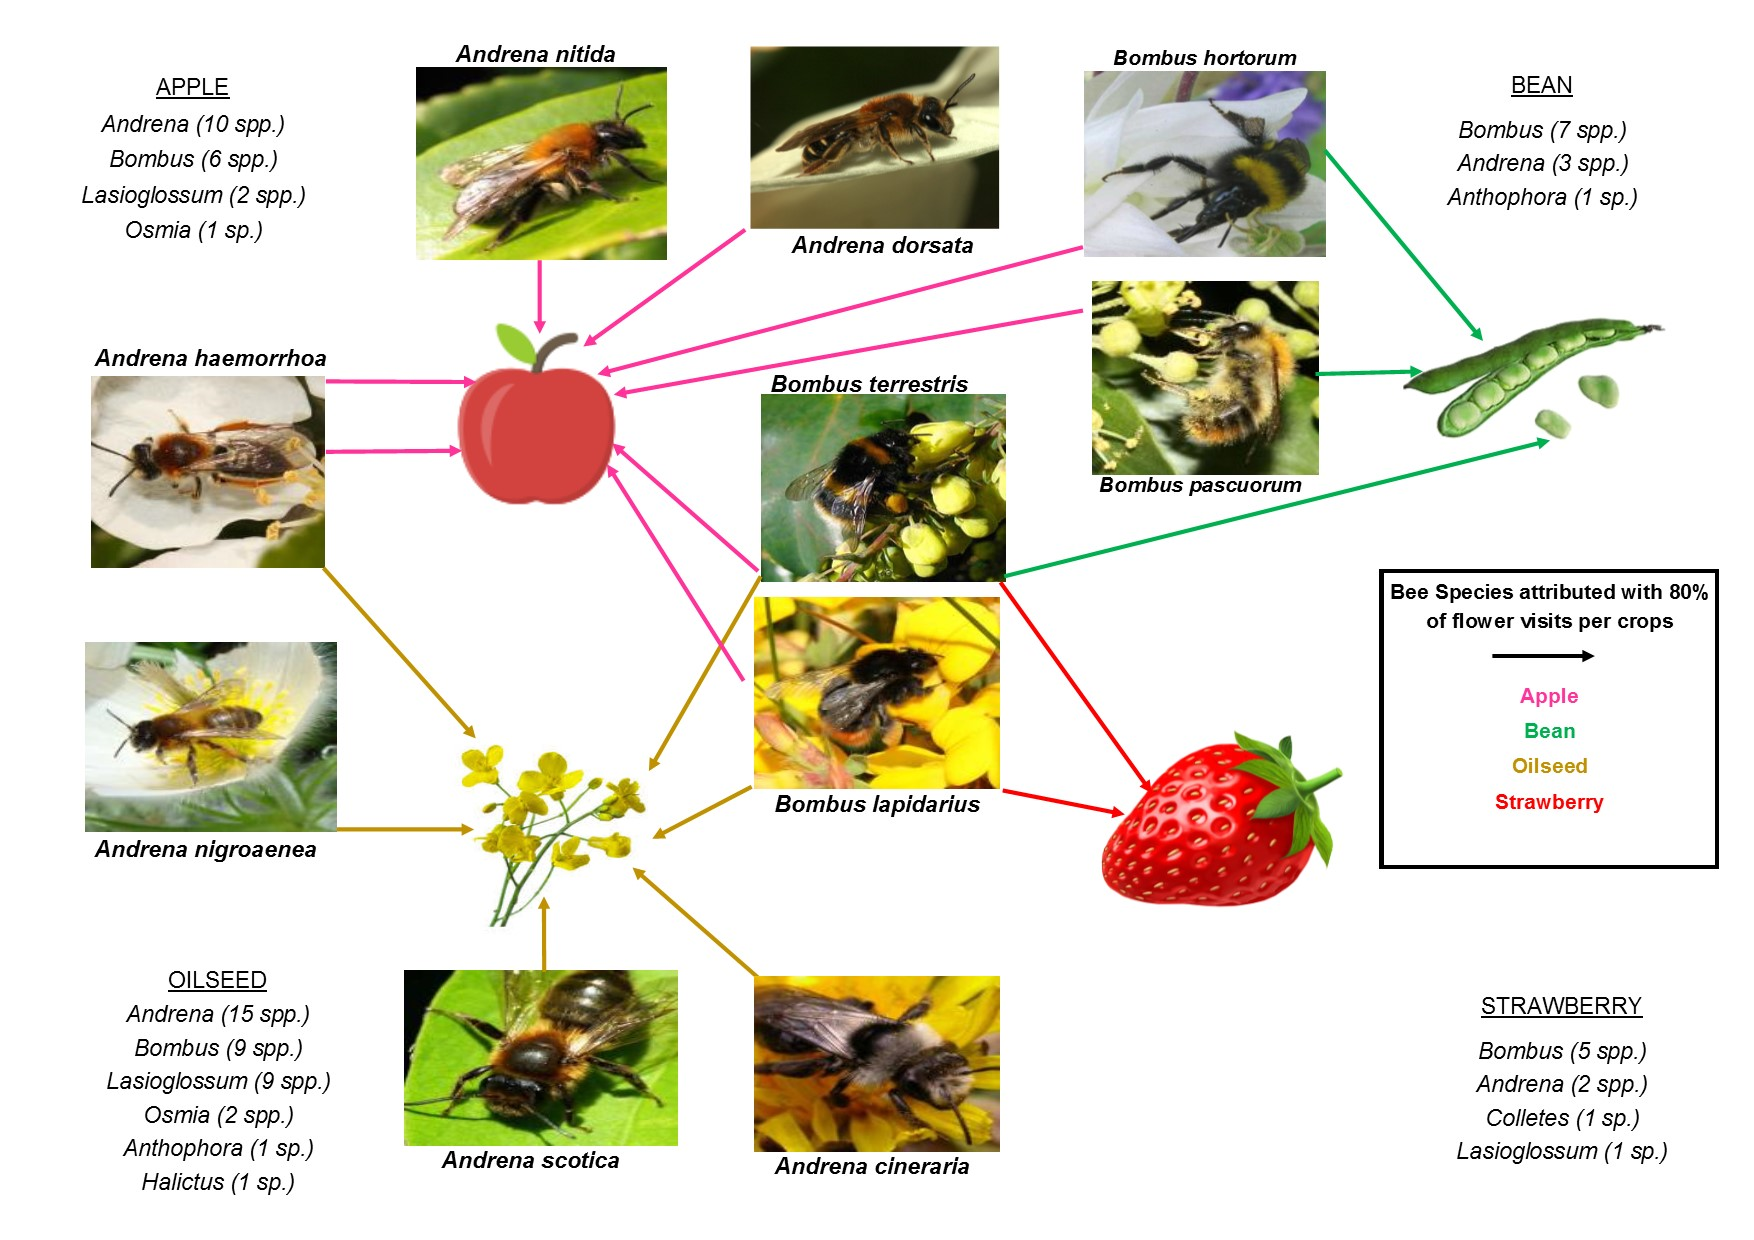 Andrena nitida
Bombus hortorum
APPLE
Andrena (10 spp.)
Bombus (6 spp.)
Lasioglossum (2 spp.)
Osmia (1 sp.)
BEAN
Bombus (7 spp.)
Andrena (3 spp.)
Anthophora (1 sp.)
Andrena dorsata
Andrena haemorrhoa
Bombus terrestris
Bombus pascuorum
Bee Species attributed with 80%
of flower visits per crops
Apple
Bean
Oilseed
Strawberry
Bombus lapidarius
Andrena nigroaenea
OILSEED
Andrena (15 spp.)
Bombus (9 spp.)
Lasioglossum (9 spp.)
Osmia (2 spp.)
Anthophora (1 sp.)
Halictus (1 sp.)
Andrena scotica
Andrena cineraria
STRAWBERRY
Bombus (5 spp.)
Andrena (2 spp.)
Colletes (1 sp.)
Lasioglossum (1 sp.)